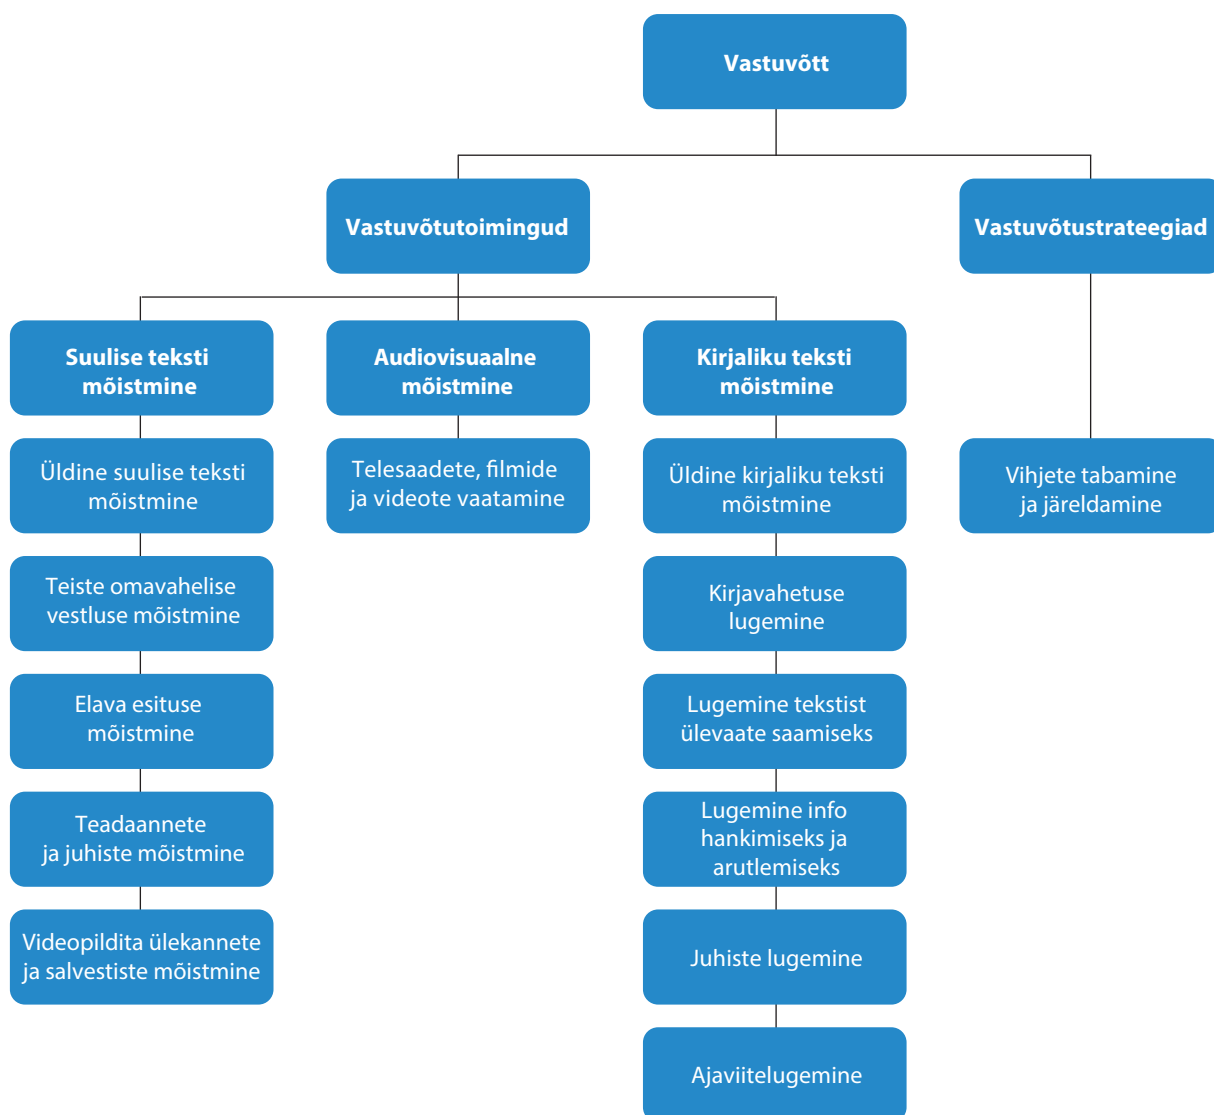 Vastuvõtt
Vastuvõtutoimingud
Vastuvõtustrateegiad
Suulise teksti
mõistmine
Audiovisuaalne
mõistmine
Kirjaliku teksti
mõistmine
Üldine suulise teksti
mõistmine
Telesaadete, filmide
ja videote vaatamine
Üldine kirjaliku teksti
mõistmine
Vihjete tabamine
ja järeldamine
Teiste omavahelise
vestluse mõistmine
Kirjavahetuse
lugemine
Elava esituse
mõistmine
Lugemine tekstist
ülevaate saamiseks
Teadaannete
ja juhiste mõistmine
Lugemine info
hankimiseks ja
arutlemiseks
Videopildita ülekannete
ja salvestiste mõistmine
Juhiste lugemine
Ajaviitelugemine